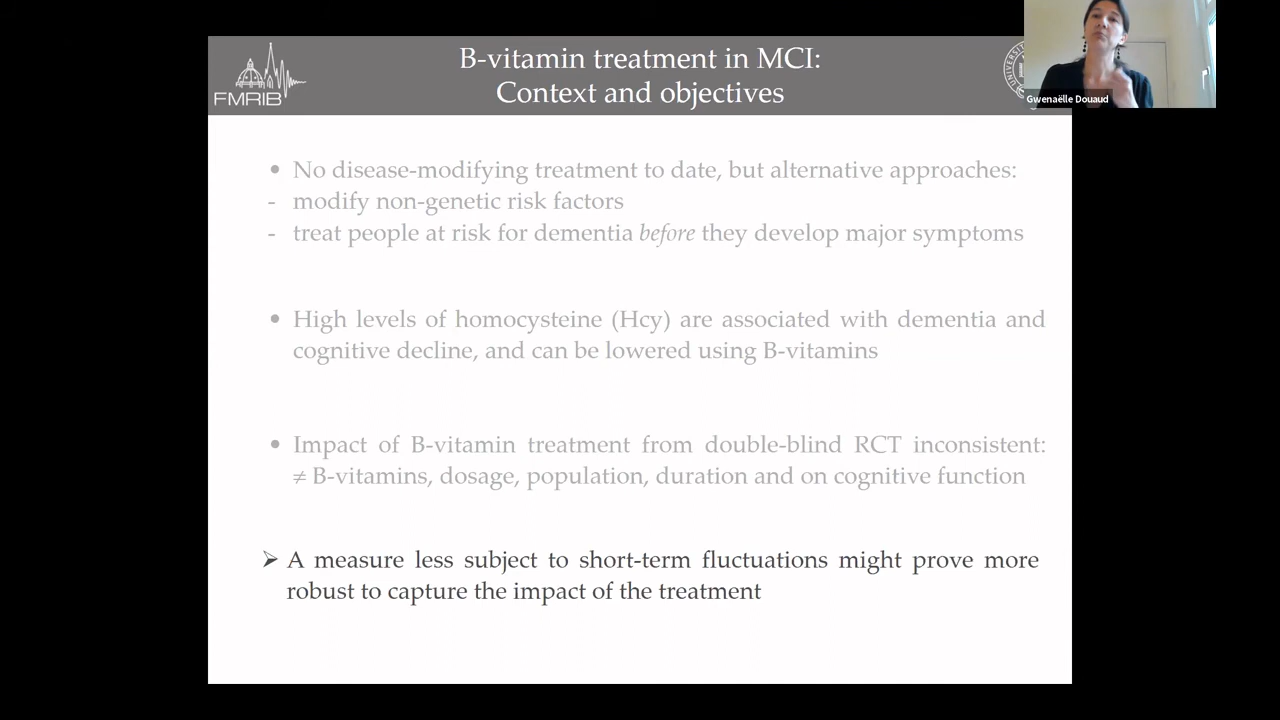 B-vitamin treatment in MCI:
Context and objectives
FMRIB
Gwenaëlle Douaud
• No disease-modifying treatment to date, but alternative approaches:
- modify non-genetic risk factors
- treat people at risk for dementia before they develop major symptoms
• High levels of homocysteine (Hcy) are associated with dementia and
cognitive decline, and can be lowered using B-vitamins
• Impact of B-vitamin treatment from double-blind RCT inconsistent:
≠ B-vitamins, dosage, population, duration and on cognitive function
➢ A measure less subject to short-term fluctuations might prove more
robust to capture the impact of the treatment